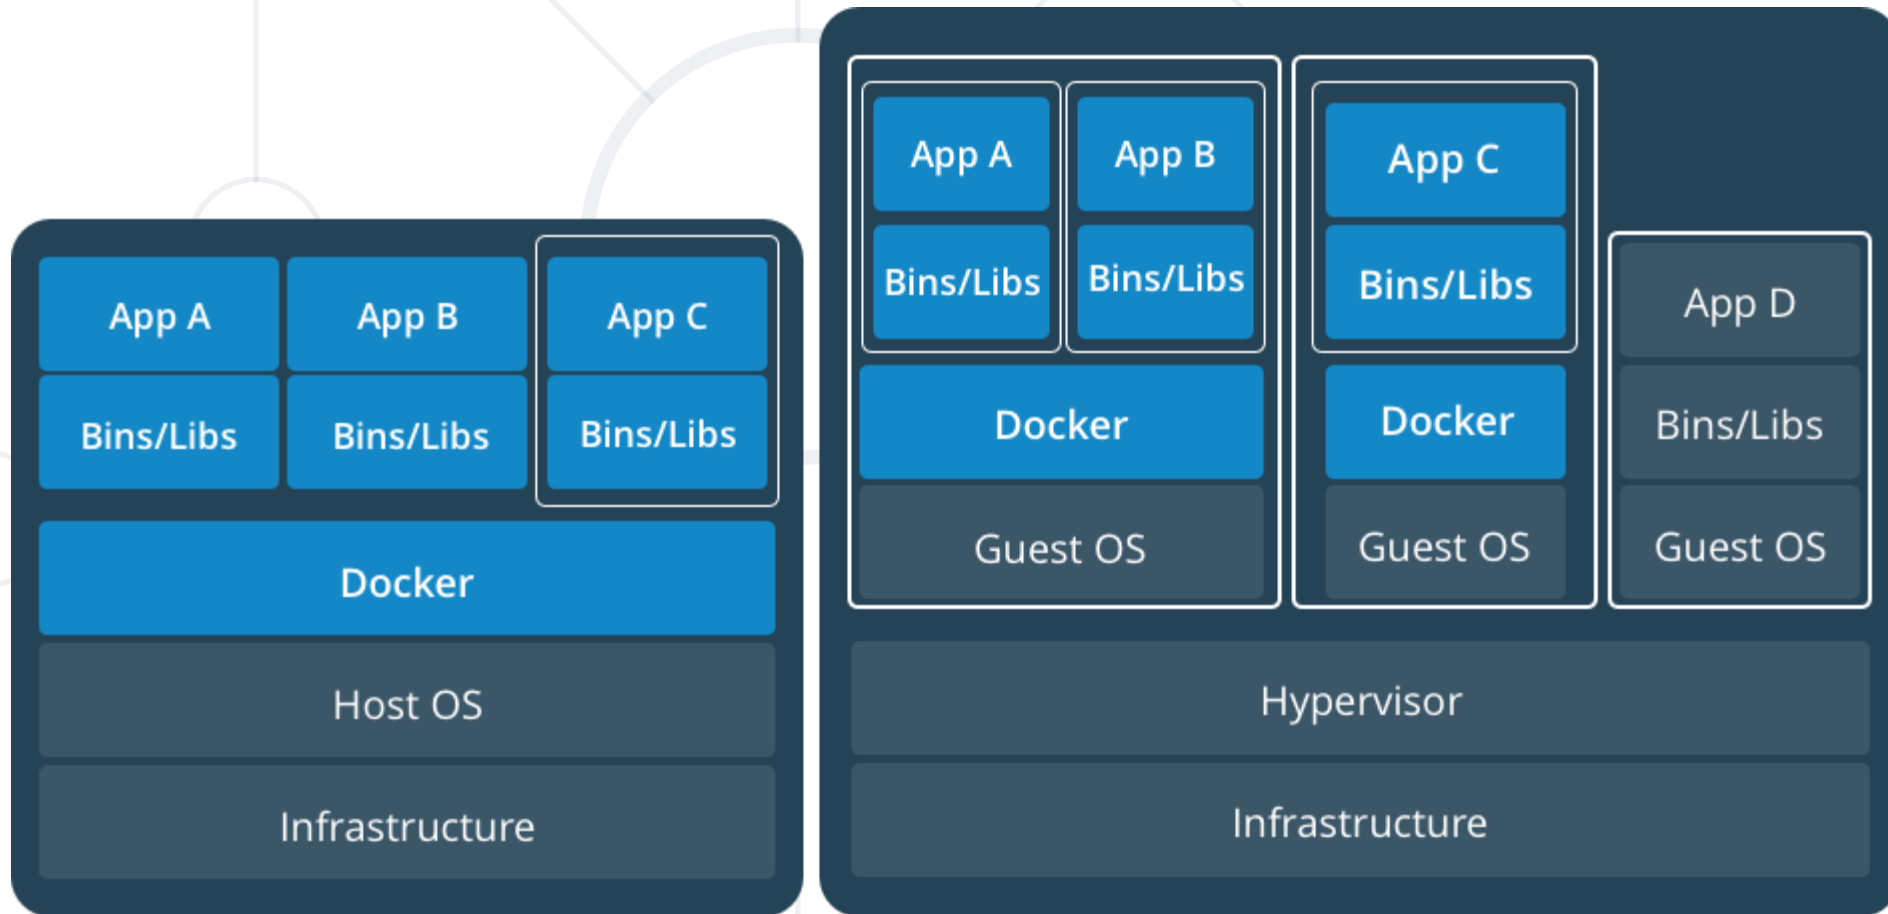 App A
App B
App C
Bins/Libs
Bins/Libs
Bins/Libs
Docker
Host OS
Infrastructure
App A
App B
App C
Bins/Libs
Bins/Libs
Bins/Libs
App D
Docker
Docker
Bins/Libs
Guest OS
Guest OS
Guest OS
Hypervisor
Infrastructure